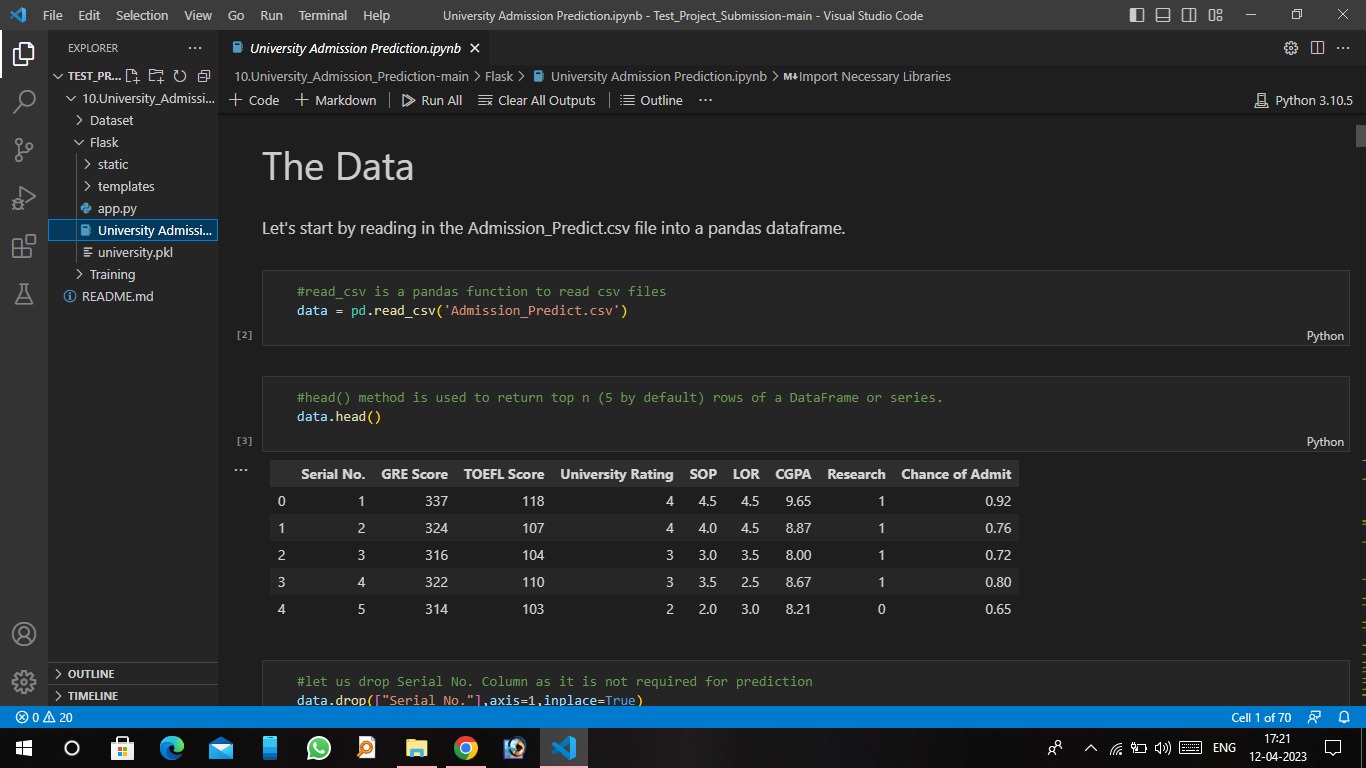 File Edit Selection View Go Run Terminal Help University Admission Prediction.ipynb - Test_Project_Submission-main - Visual Studio Code
EXPLORER
TEST_PR...
10.University_Admissi...
Dataset
Flask
static
templates
app.py
University Admissi...
university.pkl
Training
README.md
OUTLINE
TIMELINE
University Admission Prediction.ipynb
10.University_Admission_Prediction-main > Flask > University Admission Prediction.ipynb > M↓Import Necessary Libraries
+ Code + Markdown Run All Clear All Outputs Outline ... Python 3.10.5
The Data
Let's start by reading in the Admission_Predict.csv file into a pandas dataframe.
#read_csv is a pandas function to read csv files
data = pd.read_csv('Admission_Predict.csv')
[2] Python
#head() method is used to return top n (5 by default) rows of a DataFrame or series.
data.head()
[3] Python
Serial No. GRE Score TOEFL Score University Rating SOP LOR CGPA Research Chance of Admit
0 1 337 118 4 4.5 4.5 9.65 1 0.92
1 2 324 107 4 4.0 4.5 8.87 1 0.76
2 3 316 104 3 3.0 3.5 8.00 1 0.72
3 4 322 110 3 3.5 2.5 8.67 1 0.80
4 5 314 103 2 2.0 3.0 8.21 0 0.65
#let us drop Serial No. Column as it is not required for prediction
data.drop(["Serial No."],axis=1,inplace=True)
0 20 Cell 1 of 70
ENG 17:21
12-04-2023